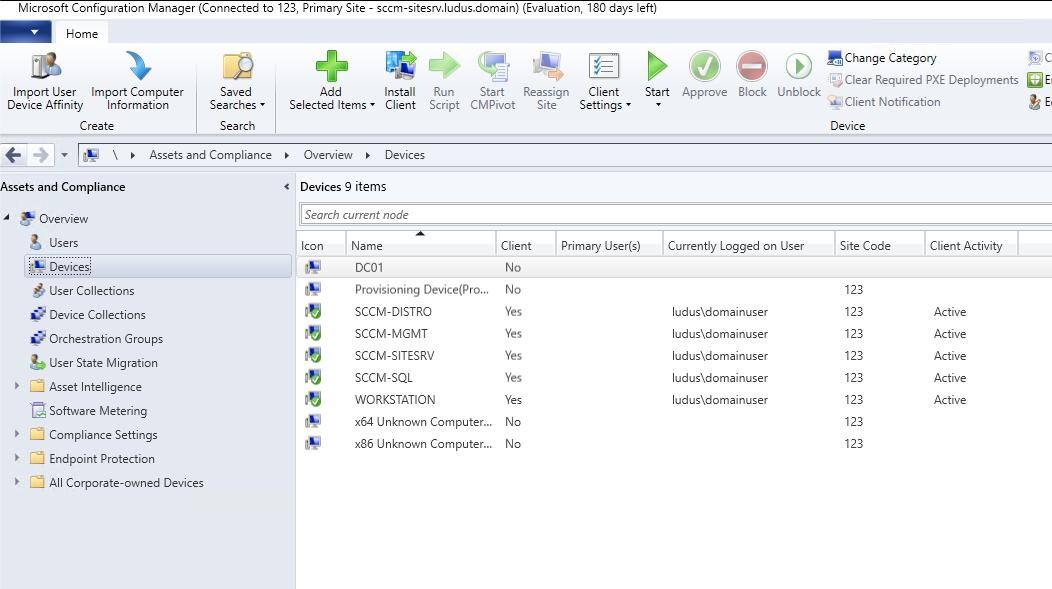 Microsoft Configuration Manager (Connected to 123, Primary Site - sccm-sitesrv.ludus.domain) (Evaluation, 180 days left)
Home
Import User Device Affinity
Import Computer Information
Create
Saved Searches
Search
Add Selected Items
Install Client
Run Script
Start CMPivot
Reassign Site
Client Settings
Start
Approve
Block
Unblock
Change Category
Clear Required PXE Deployments
Client Notification
Device
\ Assets and Compliance Overview Devices
Assets and Compliance
Overview
Users
Devices
User Collections
Device Collections
Orchestration Groups
User State Migration
Asset Intelligence
Software Metering
Compliance Settings
Endpoint Protection
All Corporate-owned Devices
Devices 9 items
Search current node
Icon Name Client Primary User(s) Currently Logged on User Site Code Client Activity
DC01 No
Provisioning Device(Pro... No 123
SCCM-DISTRO Yes ludus\domainuser 123 Active
SCCM-MGMT Yes ludus\domainuser 123 Active
SCCM-SITESRV Yes ludus\domainuser 123 Active
SCCM-SQL Yes ludus\domainuser 123 Active
WORKSTATION Yes ludus\domainuser 123 Active
x64 Unknown Computer... No 123
x86 Unknown Computer... No 123